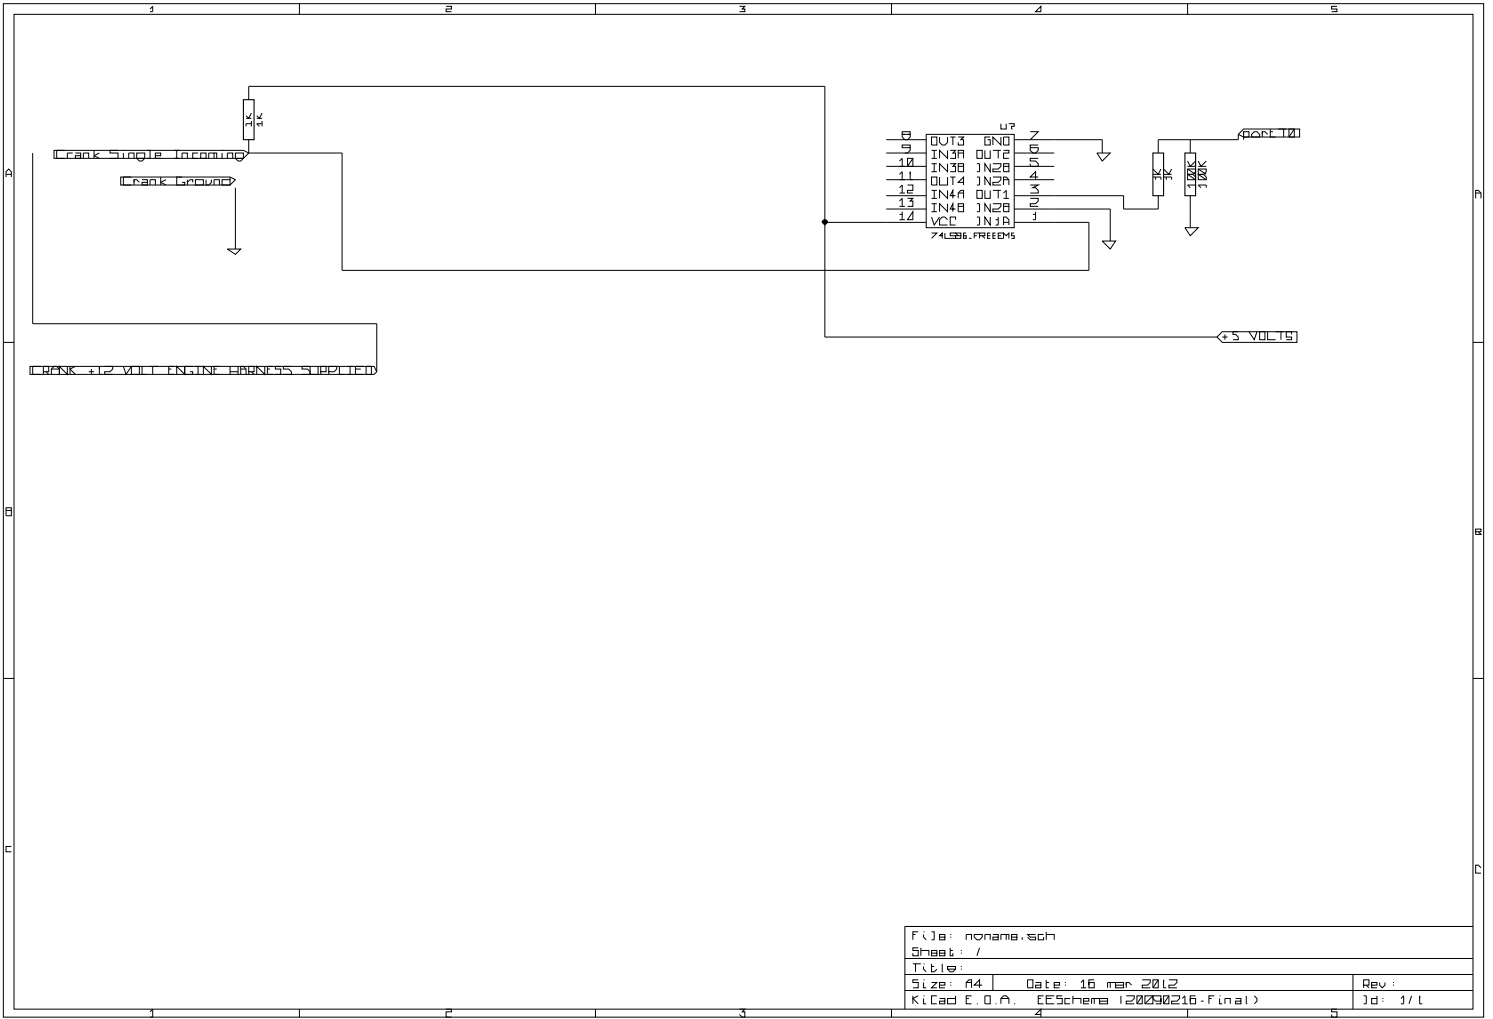 1 2 3 4 5
1K
1K
Crank Single Incoming
Crank Ground
CRANK +12 VOLT ENGINE HARNESS SUPPLIED
U?
8 OUT3 GND 7
9 IN3A OUT2 6
10 IN3B IN2B 5
11 OUT4 IN2A 4
12 IN4A OUT1 3
13 IN4B IN2B 2
14 VCC IN1A 1
74LS86_FREEEMS
portT0
1K
1K
100K
100K
+5 VOLTS
A A
B B
C C
File: noname.sch
Sheet: /
Title:
Size: A4 Date: 16 mar 2012 Rev:
KiCad E.D.A. EESchema (20090216-Final) Id: 1/1
1 2 3 4 5